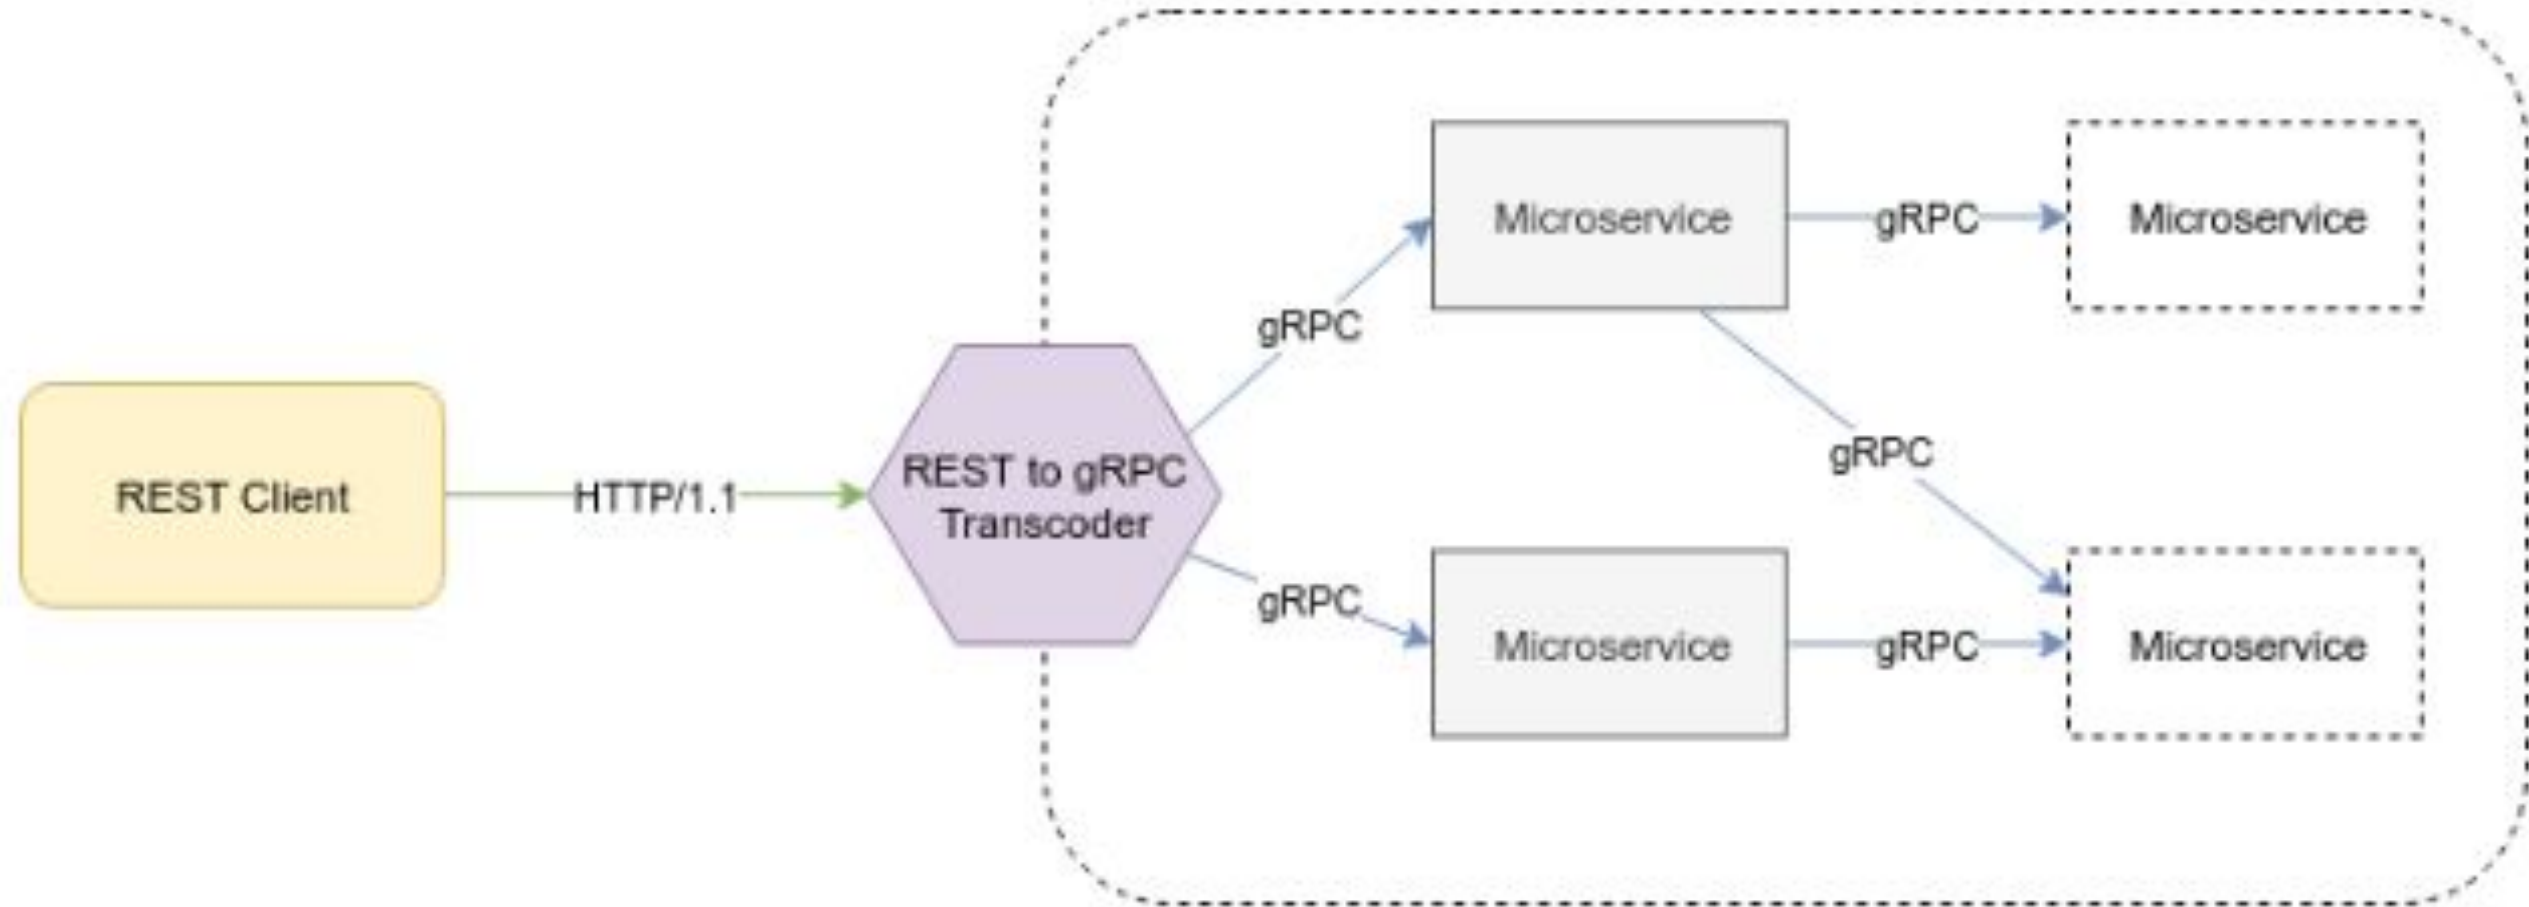 REST Client
HTTP/1.1
REST to gRPC
Transcoder
gRPC
gRPC
Microservice
gRPC
Microservice
gRPC
Microservice
gRPC
Microservice